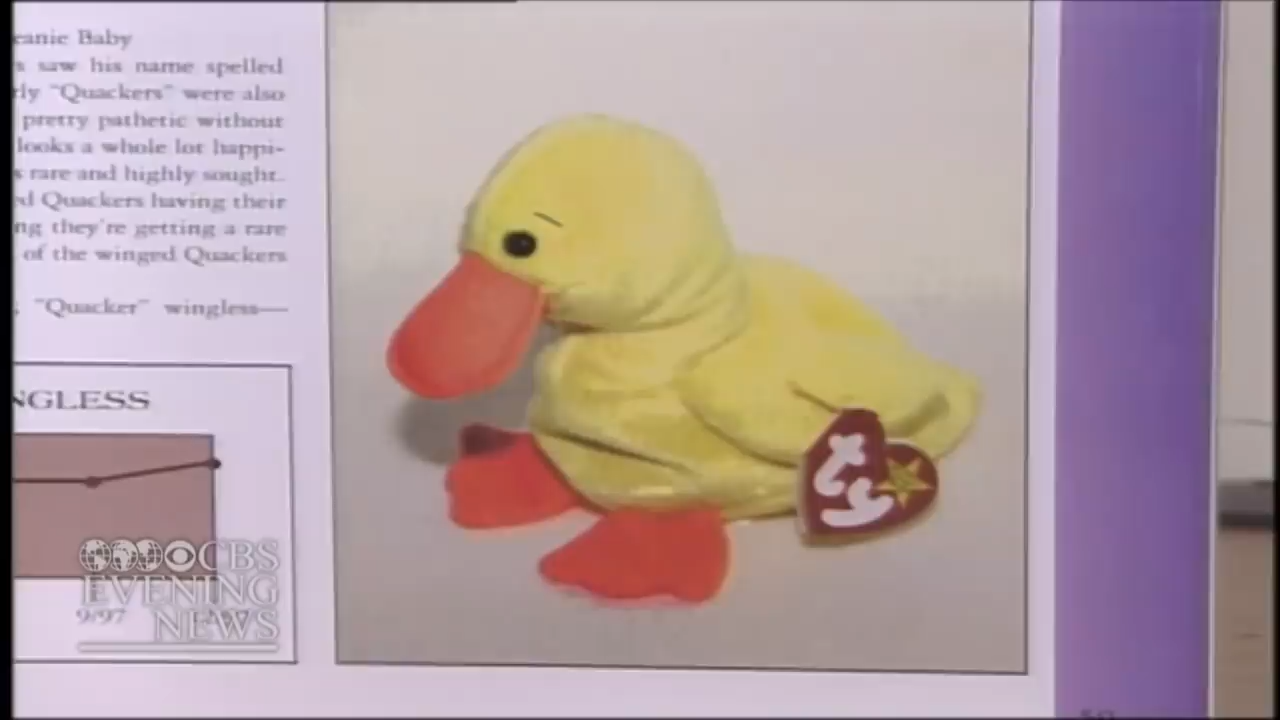 eanie Baby
s saw his name spelled
rly "Quackers" were also
pretty pathetic without
looks a whole lot happi-
s rare and highly sought.
d Quackers having their
ng they're getting a rare
of the winged Quackers
"Quacker" wingless—
NGLESS
9/97
CBS
EVENING
NEWS
ty